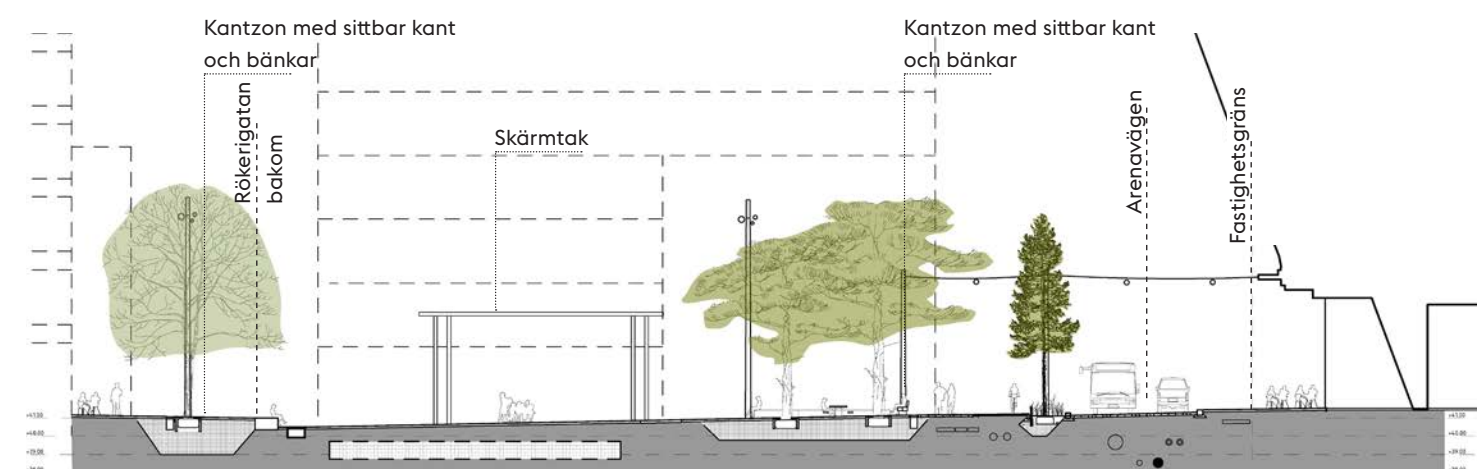 Kantzon med sittbar kant
och bänkar
Rökerigatan
bakom
Skärmtak
Kantzon med sittbar kant
och bänkar
Arenavägen
Fastighetsgräns